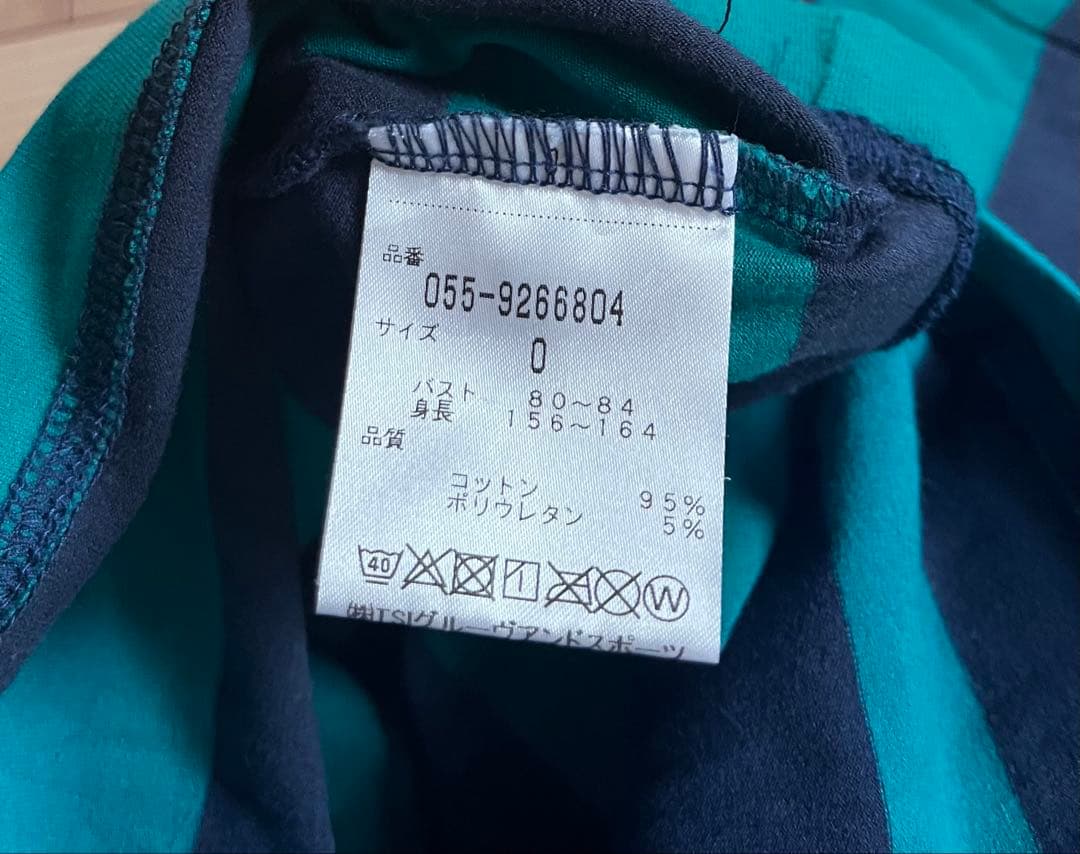 品番
055-9266804
サイズ
0
バスト 80~84
身長 156~164
品質
コットン 95%
ポリウレタン 5%
40 W
㈱TSIグルーヴアンドスポーツ